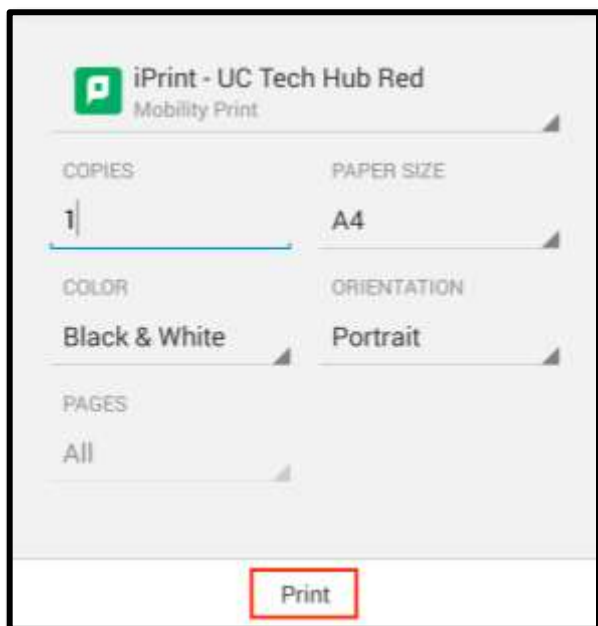 iPrint - UC Tech Hub Red
Mobility Print
COPIES PAPER SIZE
1 A4
COLOR ORIENTATION
Black & White Portrait
PAGES
All
Print